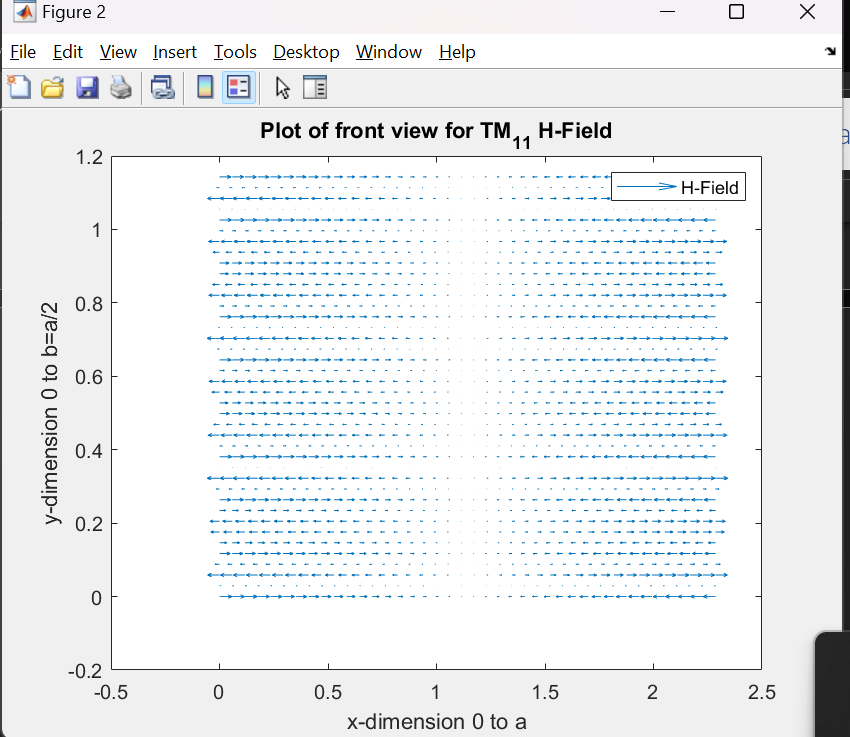 Figure 2
File Edit View Insert Tools Desktop Window Help
Plot of front view for TM11 H-Field
H-Field
1.2
1
0.8
0.6
0.4
0.2
0
-0.2
y-dimension 0 to b=a/2
-0.5 0 0.5 1 1.5 2 2.5
x-dimension 0 to a
a